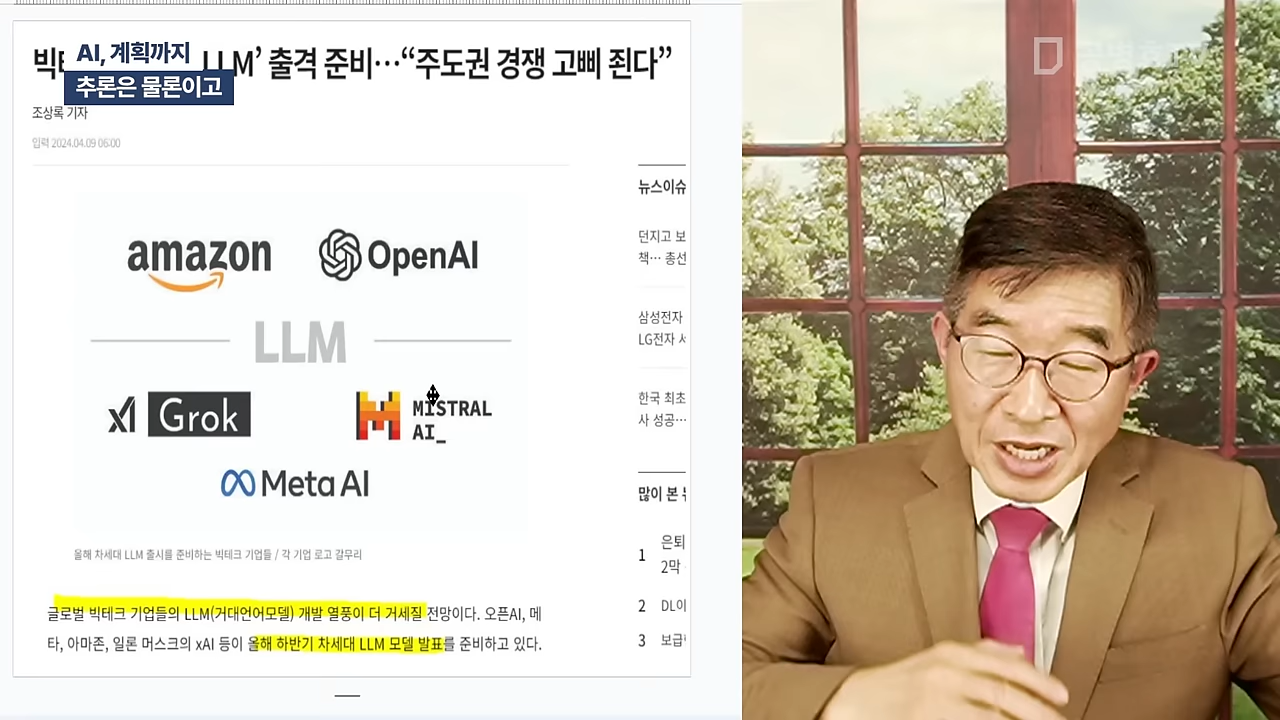 AI, 계획까지
추론은 물론이고
LLM’ 출격 준비…“주도권 경쟁 고삐 죈다”
조상록 기자
입력 2024.04.09 06:00
amazon
OpenAI
LLM
xI Grok
MISTRAL
AI_
Meta AI
올해 차세대 LLM 출시를 준비하는 빅테크 기업들 / 각 기업 로고 갈무리
글로벌 빅테크 기업들의 LLM(거대언어모델) 개발 열풍이 더 거세질 전망이다. 오픈AI, 메
타, 아마존, 일론 머스크의 xAI 등이 올해 하반기 차세대 LLM 모델 발표를 준비하고 있다.
뉴스이슈
던지고 보
책… 총선
삼성전자
LG전자 서
한국 최초
사 성공…
많이 본
1 은퇴
2막
2 DL이
3 보급